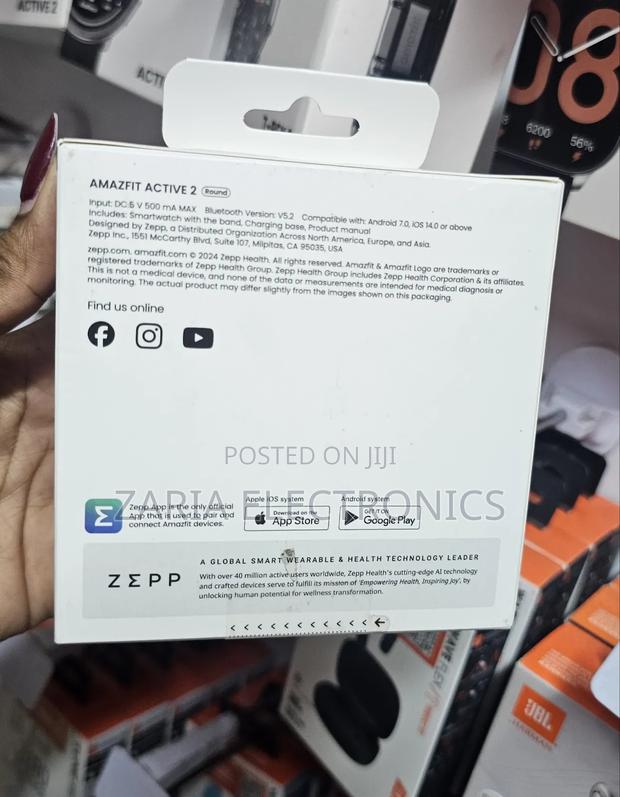 ACTIVE 2
ACTI
08
6200
56%
AMAZFIT ACTIVE 2 Round
Input: DC 5 V 500 mA MAX Bluetooth Version: V5.2 Compatible with: Android 7.0, iOS 14.0 or above
Includes: Smartwatch with the band, Charging base, Product manual
Designed by Zepp, a Distributed Organization Across North America, Europe, and Asia.
Zepp Inc., 1551 McCarthy Blvd, Suite 107, Milpitas, CA 95035, USA
zepp.com, amazfit.com © 2024 Zepp Health. All rights reserved. Amazfit & Amazfit Logo are trademarks or
registered trademarks of Zepp Health Group. Zepp Health Group includes Zepp Health Corporation & its affiliates.
This is not a medical device, and none of the data or measurements are intended for medical diagnosis or
monitoring. The actual product may differ slightly from the images shown on this packaging.
Find us online
POSTED ON JIJI
ZARIA ELECTRONICS
Zepp App is the only official
App that is used to pair and
connect Amazfit devices.
Apple iOS system
Download on the
App Store
Android system
GET IT ON
Google Play
ZEPP
A GLOBAL SMART WEARABLE & HEALTH TECHNOLOGY LEADER
With over 40 million active users worldwide, Zepp Health's cutting-edge AI technology
and crafted devices serve to fulfill its mission of 'Empowering Health, Inspiring Joy', by
unlocking human potential for wellness transformation.
JBL
HARMAN